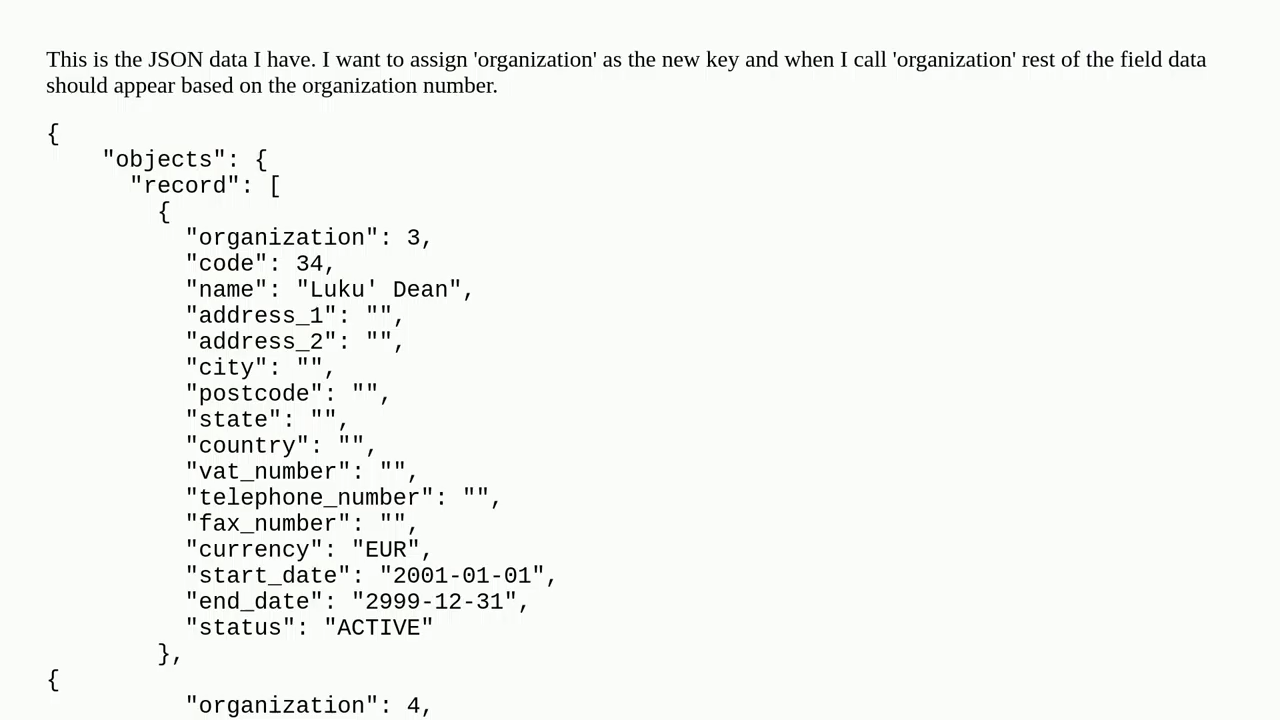 This is the JSON data I have. I want to assign 'organization' as the new key and when I call 'organization' rest of the field data
should appear based on the organization number.
{
    "objects": {
      "record": [
        {
          "organization": 3,
          "code": 34,
          "name": "Luku' Dean",
          "address_1": "",
          "address_2": "",
          "city": "",
          "postcode": "",
          "state": "",
          "country": "",
          "vat_number": "",
          "telephone_number": "",
          "fax_number": "",
          "currency": "EUR",
          "start_date": "2001-01-01",
          "end_date": "2999-12-31",
          "status": "ACTIVE"
        },
{
          "organization": 4,